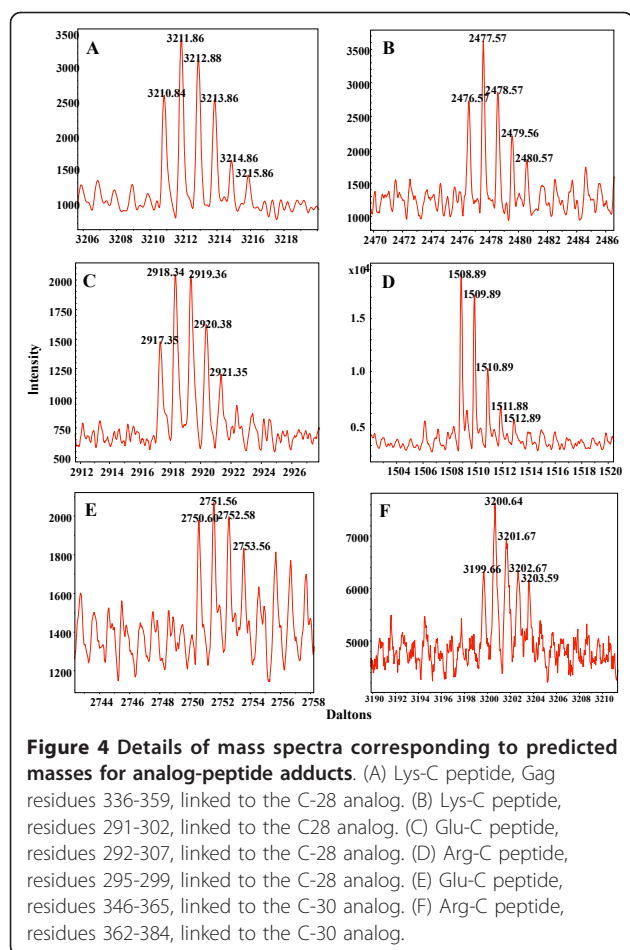 A
3500
3000
2500
2000
1500
1000
3211.86
3212.88
3210.84
3213.86
3214.86
3215.86
3206 3208 3210 3212 3214 3216 3218
B
3500
3000
2500
2000
1500
1000
2477.57
2476.57
2478.57
2479.56
2480.57
2470 2472 2474 2476 2478 2480 2482 2484 2486
Intensity
C
2000
1750
1500
1250
1000
750
500
2918.34
2919.36
2920.38
2917.35
2921.35
2912 2914 2916 2918 2920 2922 2924 2926
D
x10⁴
1.5
1.0
0.5
1508.89
1509.89
1510.89
1511.88
1512.89
1504 1506 1508 1510 1512 1514 1516 1518 1520
E
2000
1800
1600
1400
1200
2751.56
2750.60
2752.58
2753.56
2744 2746 2748 2750 2752 2754 2756 2758
F
7000
6000
5000
3200.64
3201.67
3199.66
3202.67
3203.59
3190 3192 3194 3196 3198 3200 3202 3204 3206 3208 3210
Daltons
Figure 4 Details of mass spectra corresponding to predicted
masses for analog-peptide adducts. (A) Lys-C peptide, Gag
residues 336-359, linked to the C-28 analog. (B) Lys-C peptide,
residues 291-302, linked to the C28 analog. (C) Glu-C peptide,
residues 292-307, linked to the C-28 analog. (D) Arg-C peptide,
residues 295-299, linked to the C-28 analog. (E) Glu-C peptide,
residues 346-365, linked to the C-30 analog. (F) Arg-C peptide,
residues 362-384, linked to the C-30 analog.